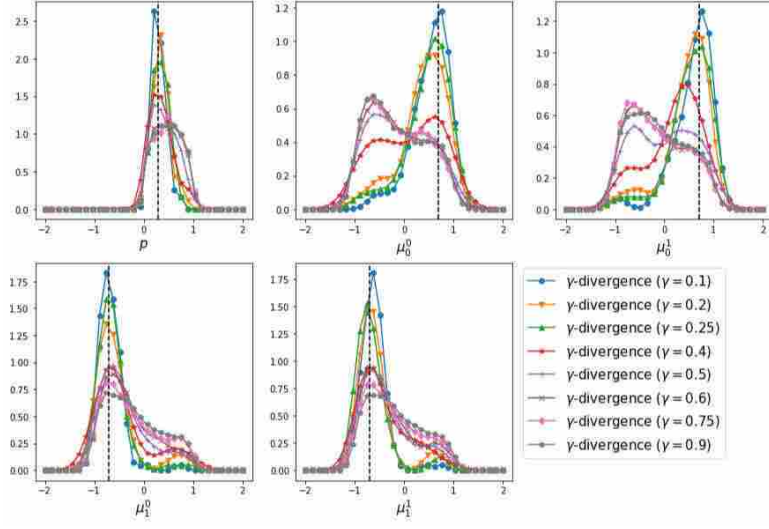 2.5
2.0
1.5
1.0
0.5
0.0
−2 −1 0 1 2
p
1.2
1.0
0.8
0.6
0.4
0.2
0.0
−2 −1 0 1 2
μ₀⁰
1.2
1.0
0.8
0.6
0.4
0.2
0.0
−2 −1 0 1 2
μ₀¹
1.75
1.50
1.25
1.00
0.75
0.50
0.25
0.00
−2 −1 0 1 2
μ₁⁰
1.75
1.50
1.25
1.00
0.75
0.50
0.25
0.00
−2 −1 0 1 2
μ₁¹
γ-divergence (γ = 0.1)
γ-divergence (γ = 0.2)
γ-divergence (γ = 0.25)
γ-divergence (γ = 0.4)
γ-divergence (γ = 0.5)
γ-divergence (γ = 0.6)
γ-divergence (γ = 0.75)
γ-divergence (γ = 0.9)